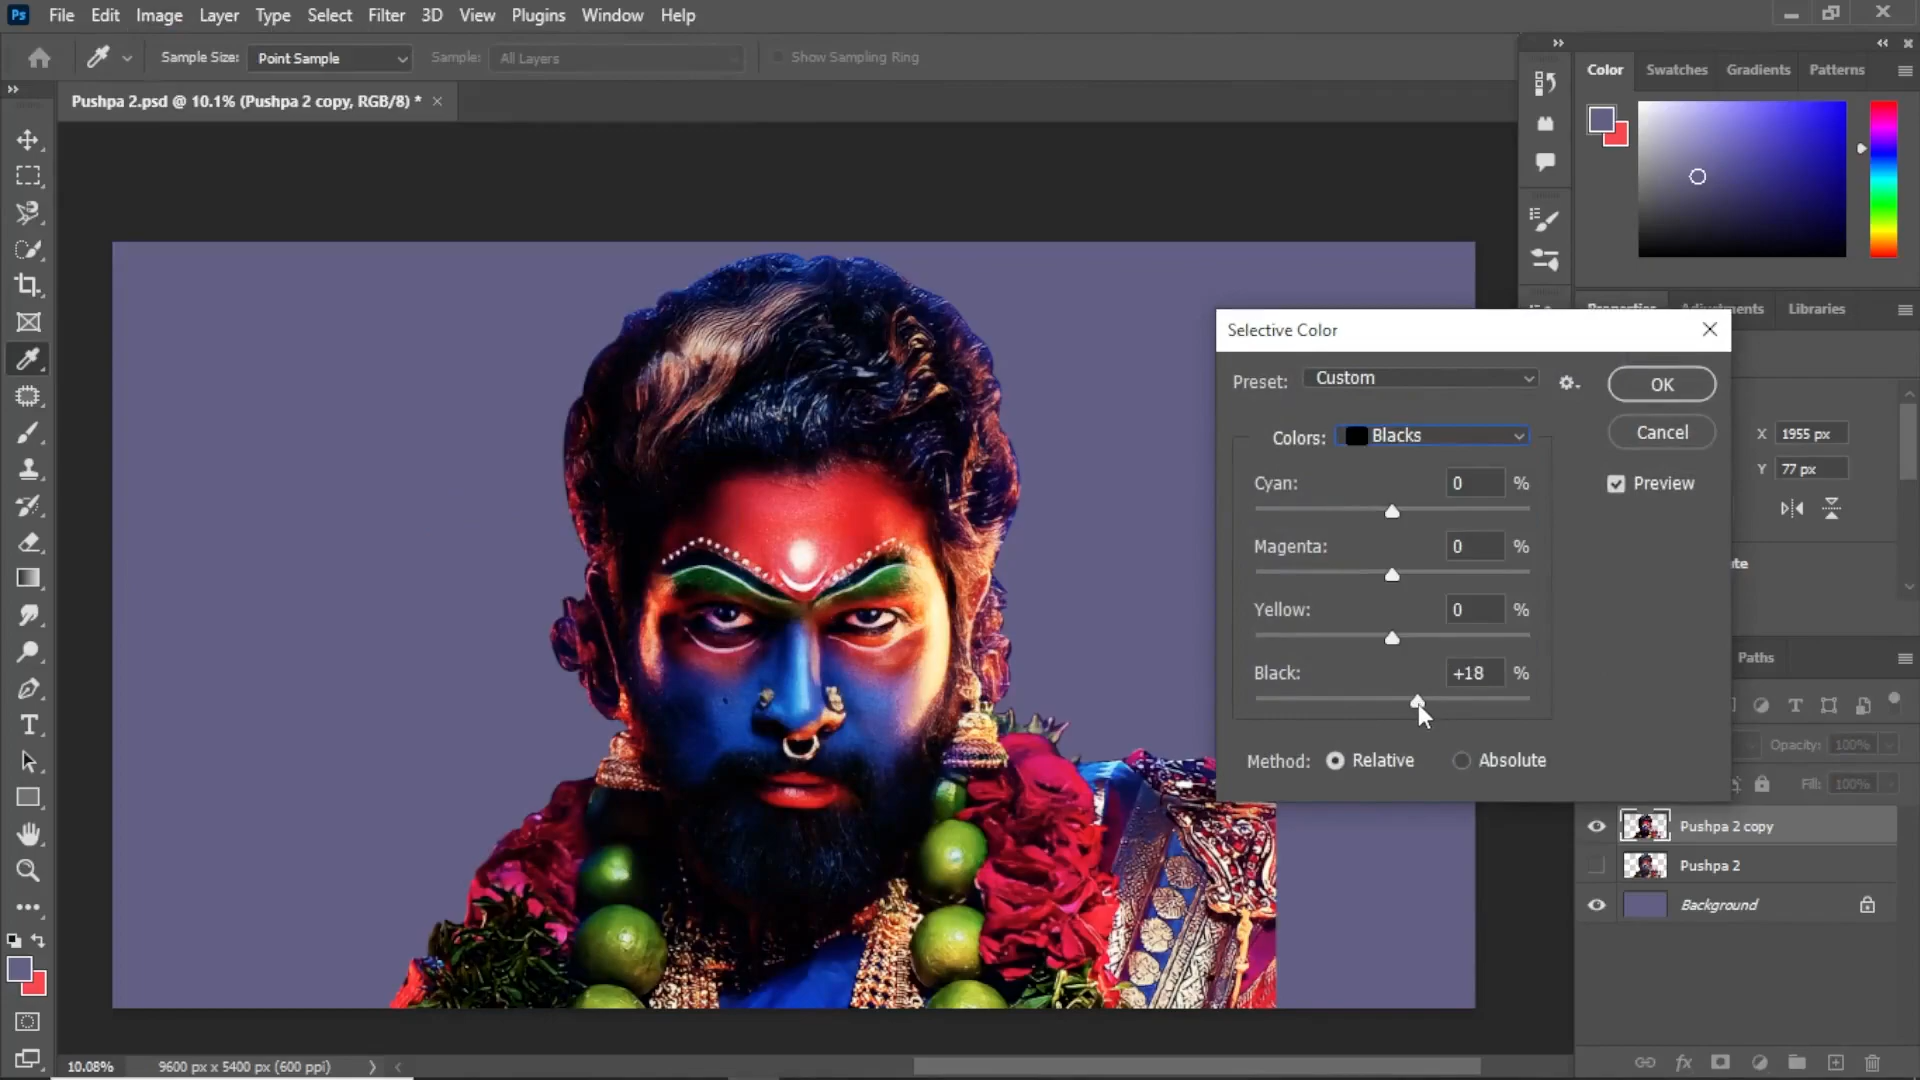 Ps File Edit Image Layer Type Select Filter 3D View Plugins Window Help
Sample Size: Point Sample Sample: All Layers Show Sampling Ring
Pushpa 2.psd @ 10.1% (Pushpa 2 copy, RGB/8) *
Color Swatches Gradients Patterns
Properties Adjustments Libraries
Selective Color
Preset: Custom
OK
Colors: Blacks
Cancel
Cyan: 0 %
Preview
Magenta: 0 %
Yellow: 0 %
Black: +18 %
Method: Relative Absolute
X 1955 px
Y 77 px
Paths
Opacity: 100%
Fill: 100%
Pushpa 2 copy
Pushpa 2
Background
fx
10.08% 9600 px x 5400 px (600 ppi)